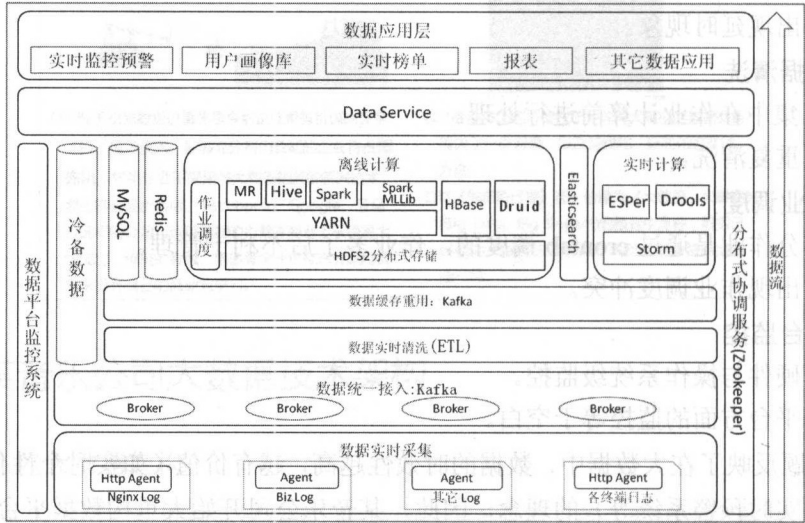 数据应用层
实时监控预警
用户画像库
实时榜单
报表
其它数据应用
Data Service
数据平台监控系统
冷备数据
MySQL
Redis
离线计算
作业调度
MR
Hive
Spark
Spark MLLib
YARN
HBase
Druid
HDFS2分布式存储
Elasticsearch
实时计算
ESPer
Drools
Storm
分布式协调服务(Zookeeper)
数据流
数据缓存重用：Kafka
数据实时清洗(ETL)
数据统一接入:Kafka
Broker
Broker
Broker
Broker
数据实时采集
Http Agent
Nginx Log
Agent
Biz Log
Agent
其它 Log
Http Agent
各终端日志